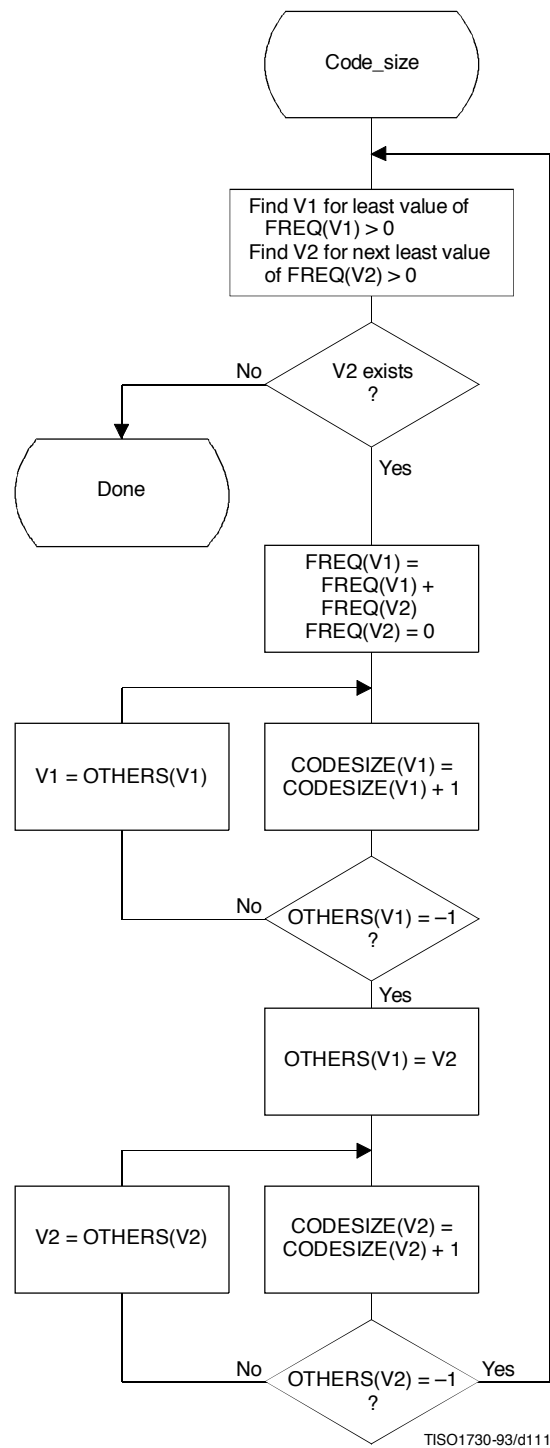 Code_size
Find V1 for least value of
FREQ(V1) > 0
Find V2 for next least value
of FREQ(V2) > 0
No
V2 exists
?
Yes
Done
FREQ(V1) =
FREQ(V1) +
FREQ(V2)
FREQ(V2) = 0
V1 = OTHERS(V1)
CODESIZE(V1) =
CODESIZE(V1) + 1
No
OTHERS(V1) = –1
?
Yes
OTHERS(V1) = V2
V2 = OTHERS(V2)
CODESIZE(V2) =
CODESIZE(V2) + 1
No
OTHERS(V2) = –1
?
Yes
TISO1730-93/d111